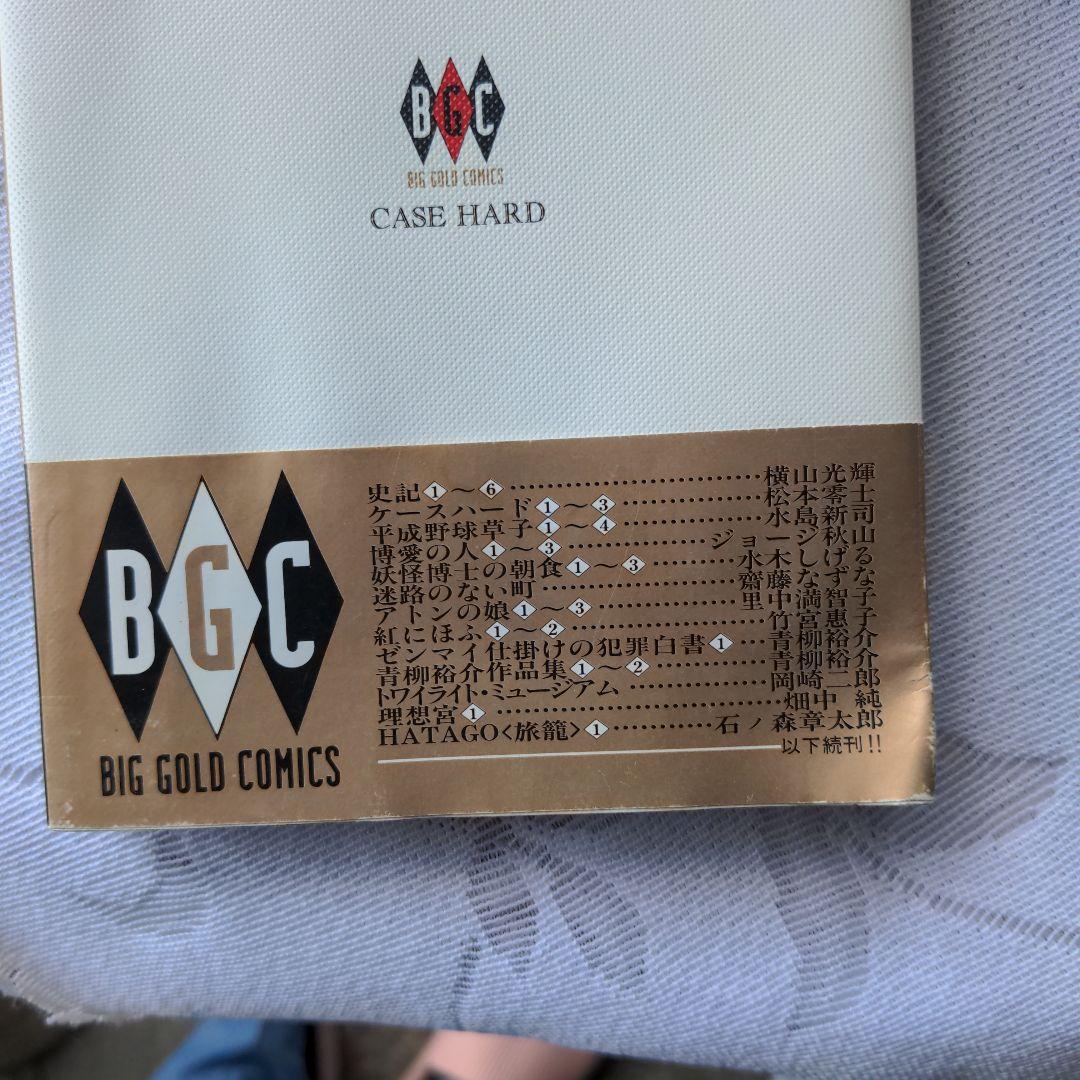 BGC
BIG GOLD COMICS
CASE HARD
BGC
BIG GOLD COMICS
史記1～6……………横山光輝
ケースハード1～3……………松本零士
平成野球草子1～4……………水島新司
博愛の人1～3……………ジョージ秋山
妖怪博士の朝食1～3……………水木しげる
迷路のない町……………齋藤なずな
アトンの娘1～3……………里中満智子
紅にほふ1～2……………竹宮惠子
ゼンマイ仕掛けの犯罪白書1…青柳裕介
青柳裕介作品集1～2……………青柳裕介
トワイライト・ミュージアム……………岡崎二郎
理想宮1……………畑中純
HATAGO<旅籠>1……………石ノ森章太郎
以下続刊!!